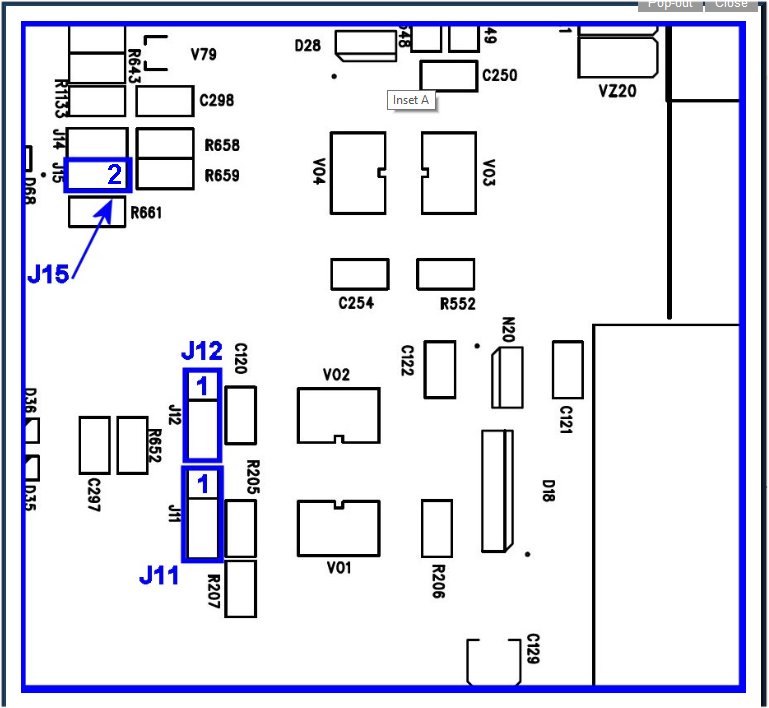 Pop-out
Close
V79
D28
49
1
R643
C250
VZ20
R1133
C298
Inset A
J14
R658
J15
2
R659
V04
V03
D68
R661
J15
C254
R552
N20
J12
C120
C122
V02
1
D36
J12
C121
R652
R205
1
C297
D35
J11
D18
V01
J11
R207
R206
C129